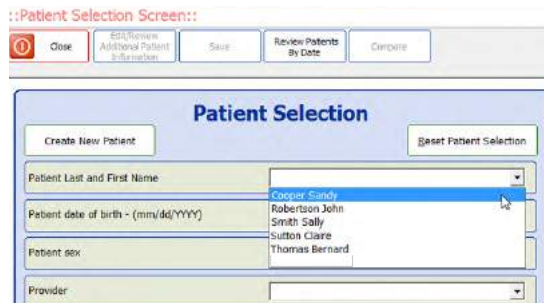 ::Patient Selection Screen::
Close
Edit/Review
Additional Patient
Information
Save
Review Patients
By Date
Compare
Patient Selection
Create New Patient
Reset Patient Selection
Patient Last and First Name
Cooper Sandy
Robertson John
Smith Sally
Sutton Claire
Thomas Bernard
Patient date of birth - (mm/dd/YYYY)
Patient sex
Provider